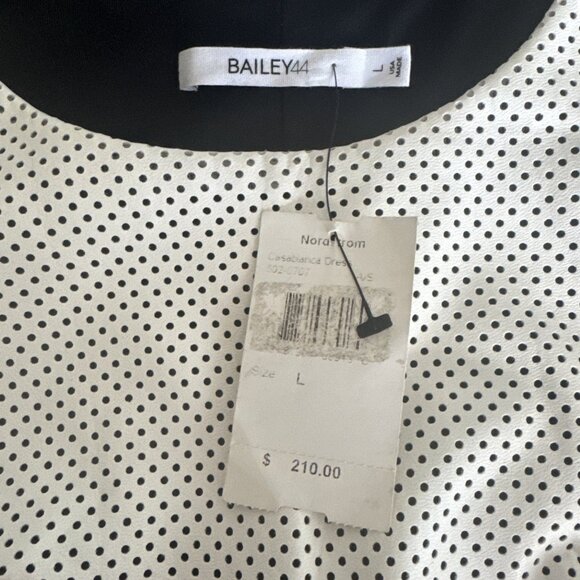 BAILEY44
L
USA
MADE
Nordstrom
Casablanca Dress
Size L
$ 210.00